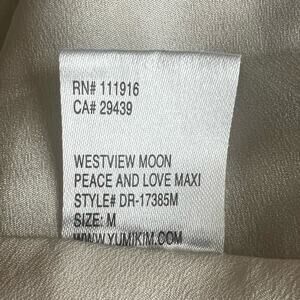 RN# 111916
CA# 29439
WESTVIEW MOON
PEACE AND LOVE MAXI
STYLE# DR-17385M
SIZE: M
WWW.YUMIKIM.COM